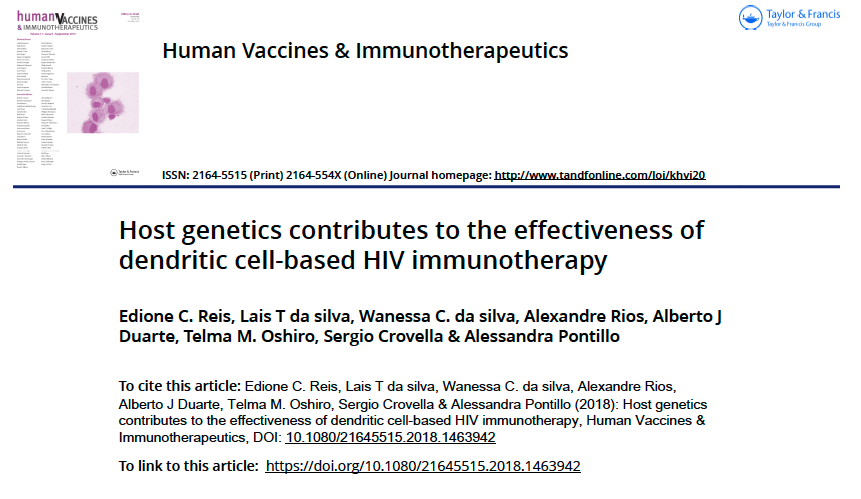 human VACCINES
& IMMUNOTHERAPEUTICS
Taylor & Francis
Taylor & Francis Group
Human Vaccines & Immunotherapeutics
Taylor & Francis
ISSN: 2164-5515 (Print) 2164-554X (Online) Journal homepage: http://www.tandfonline.com/loi/khvi20
Host genetics contributes to the effectiveness of
dendritic cell-based HIV immunotherapy
Edione C. Reis, Lais T da silva, Wanessa C. da silva, Alexandre Rios, Alberto J
Duarte, Telma M. Oshiro, Sergio Crovella & Alessandra Pontillo
To cite this article: Edione C. Reis, Lais T da silva, Wanessa C. da silva, Alexandre Rios,
Alberto J Duarte, Telma M. Oshiro, Sergio Crovella & Alessandra Pontillo (2018): Host genetics
contributes to the effectiveness of dendritic cell-based HIV immunotherapy, Human Vaccines &
Immunotherapeutics, DOI: 10.1080/21645515.2018.1463942
To link to this article: https://doi.org/10.1080/21645515.2018.1463942